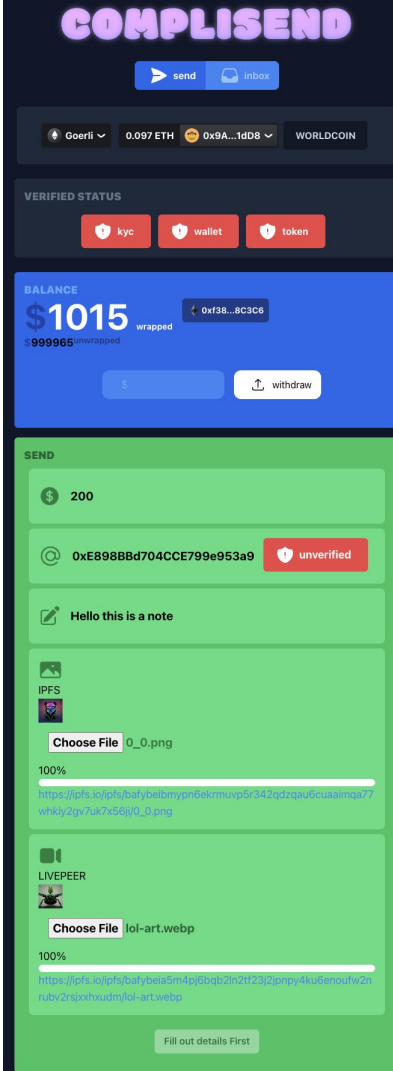 COMPLISEND
send inbox
Goerli 0.097 ETH 0x9A...1dD8 WORLDCOIN
VERIFIED STATUS
kyc wallet token
BALANCE
$1015 wrapped 0xf38...8C3C6
$999965 unwrapped
$ withdraw
SEND
200
0xE898BBd704CCE799e953a9 unverified
Hello this is a note
IPFS
Choose File 0_0.png
100%
https://ipfs.io/ipfs/bafybeibmypn6ekrmuvp5r342qdzqau6cuaaimqa77
whkiy2gv7uk7x56ji/0_0.png
LIVEPEER
Choose File lol-art.webp
100%
https://ipfs.io/ipfs/bafybeia5m4pj6bqb2ln2tf23j2jpnpy4ku6enoufw2n
rubv2rsjxxhxudm/lol-art.webp
Fill out details First